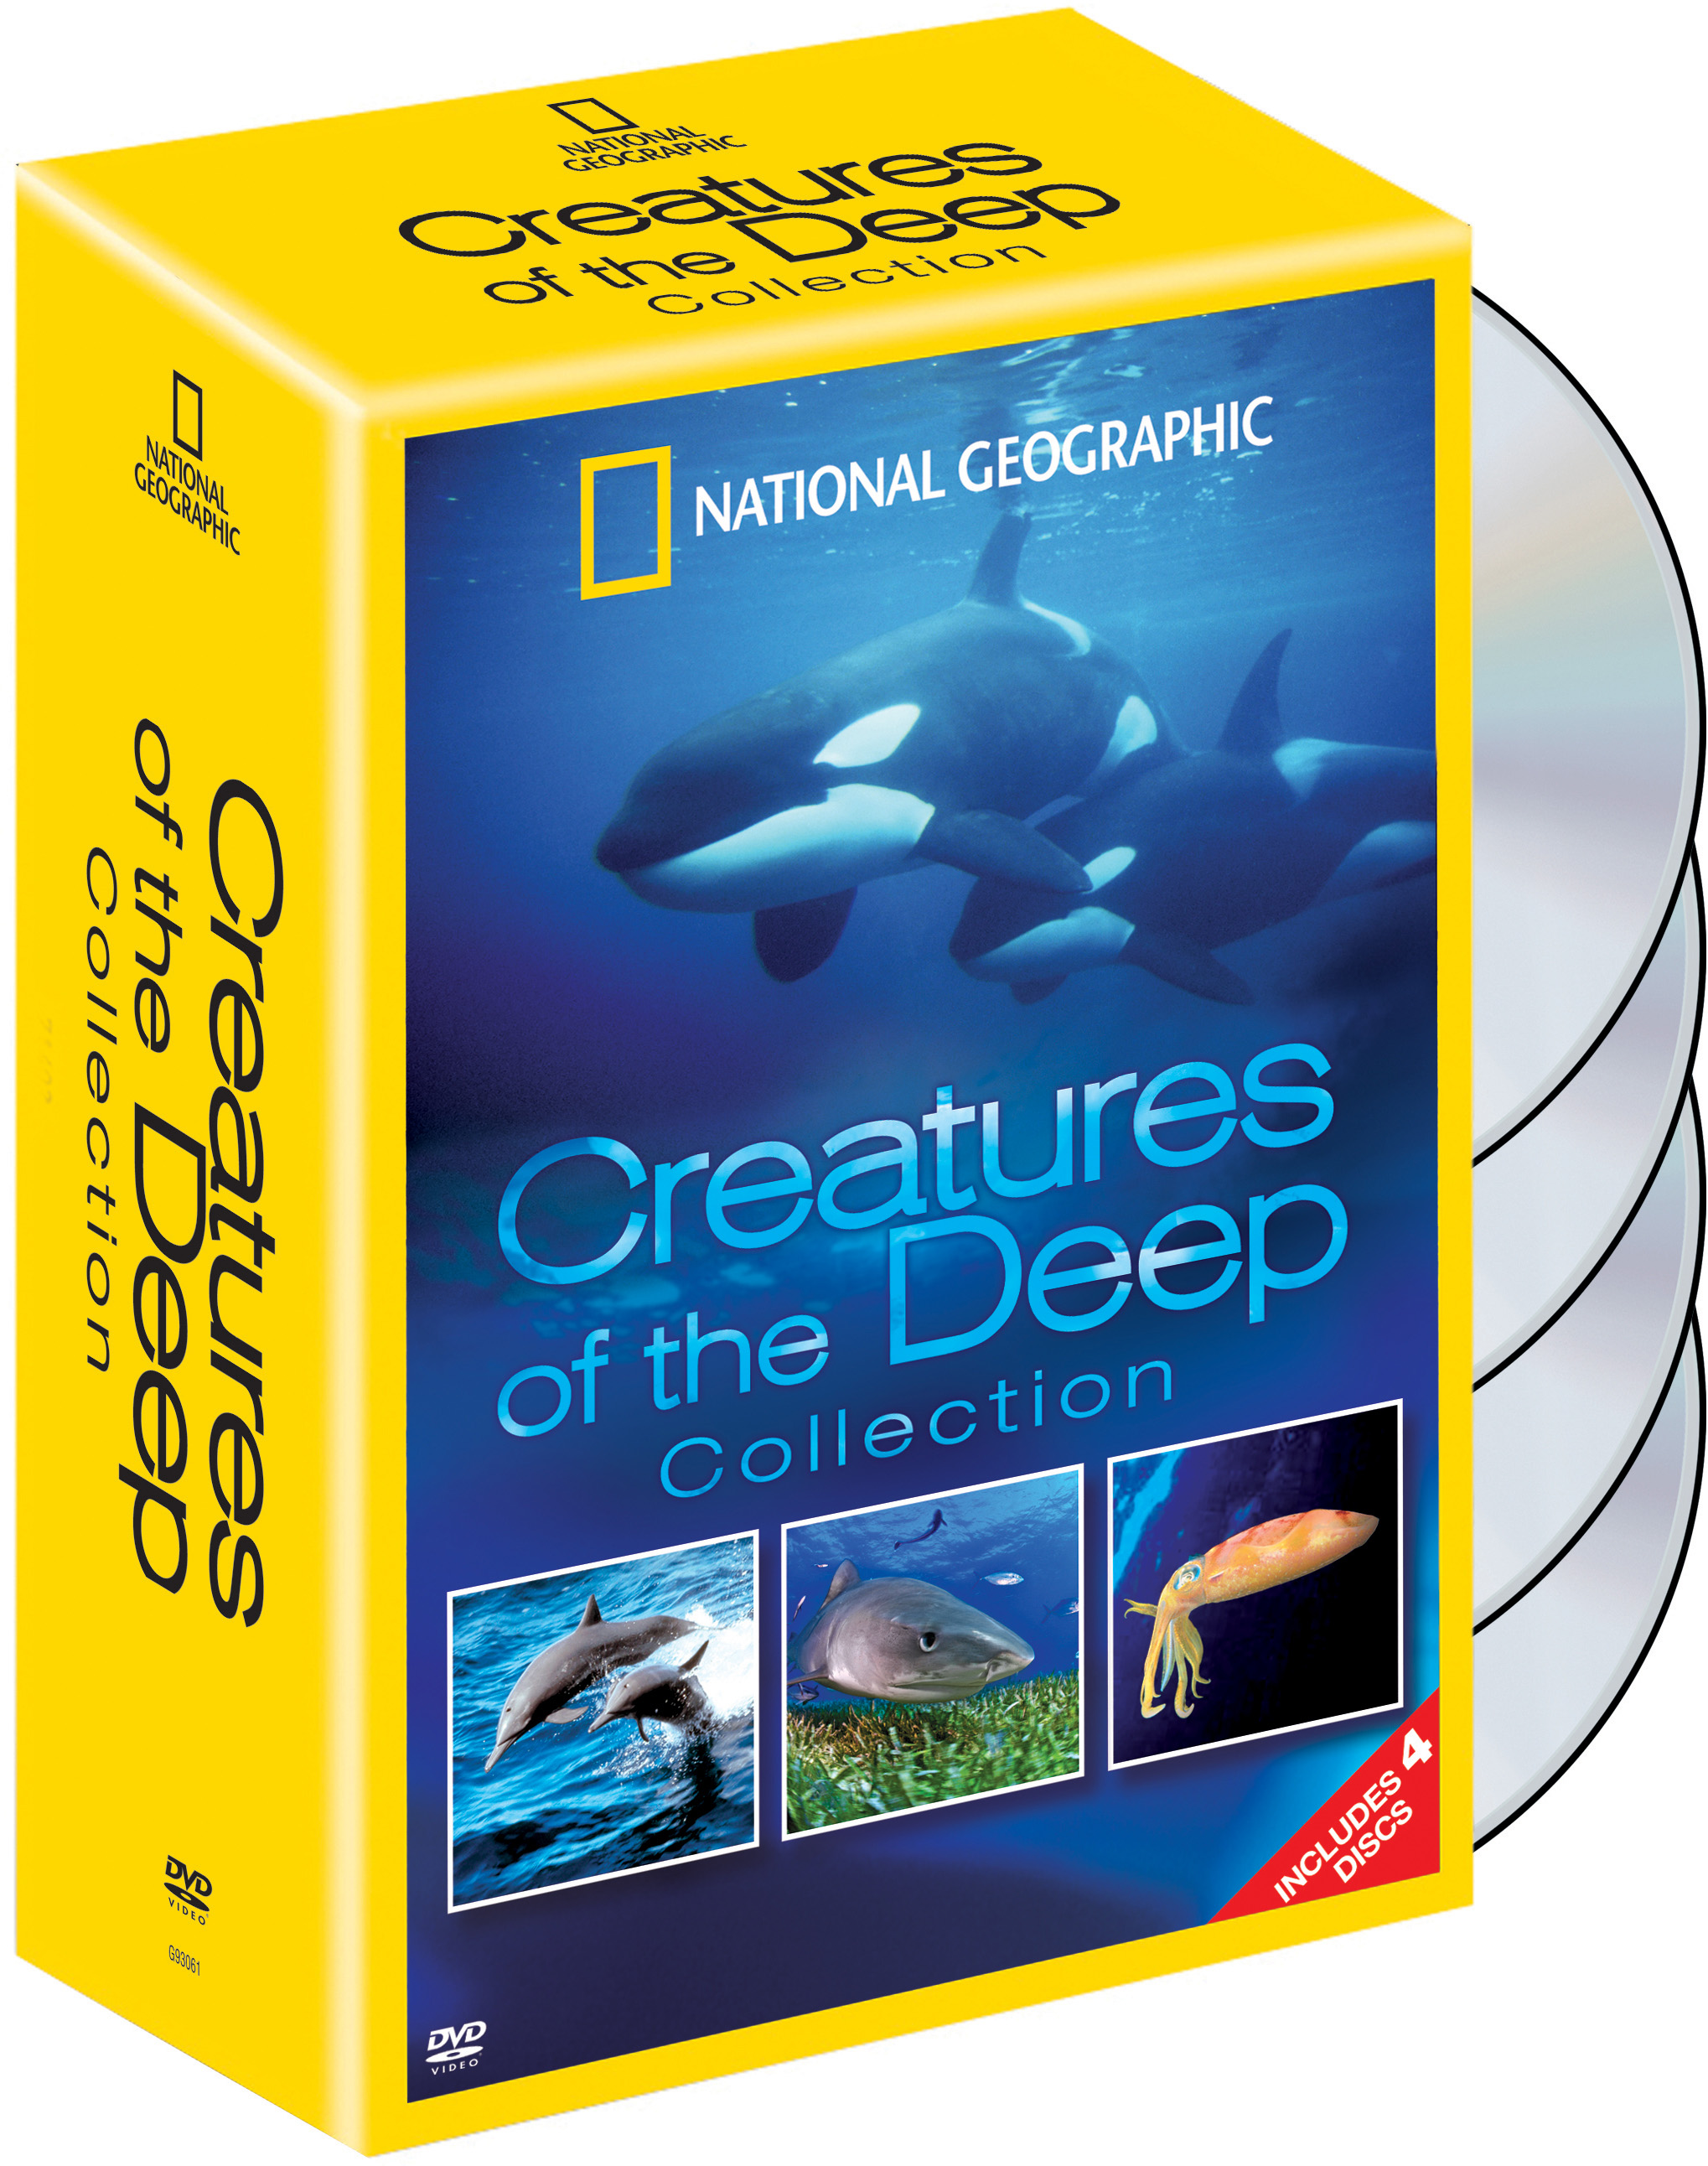 NATIONAL
GEOGRAPHIC
Creatures
of the Deep
Collection
NATIONAL
GEOGRAPHIC
Creatures
of the Deep
Collection
DVD
VIDEO
G93061
NATIONAL GEOGRAPHIC
Creatures
of the Deep
Collection
INCLUDES 4
DISCS
DVD
VIDEO